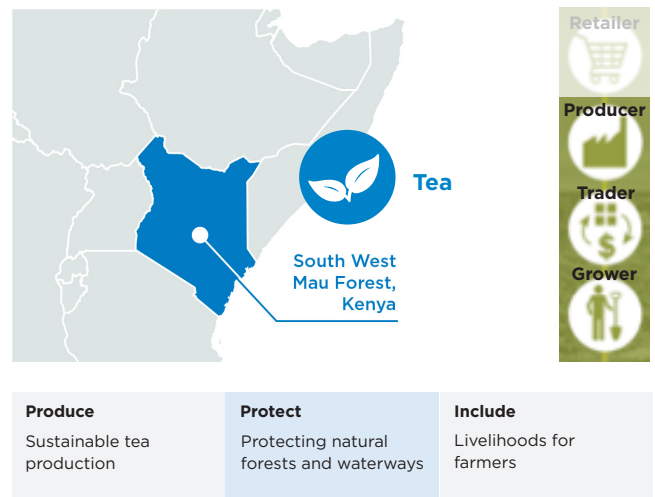 Retailer
Producer
Trader
Grower
Tea
South West
Mau Forest,
Kenya
Produce
Sustainable tea
production
Protect
Protecting natural
forests and waterways
Include
Livelihoods for
farmers